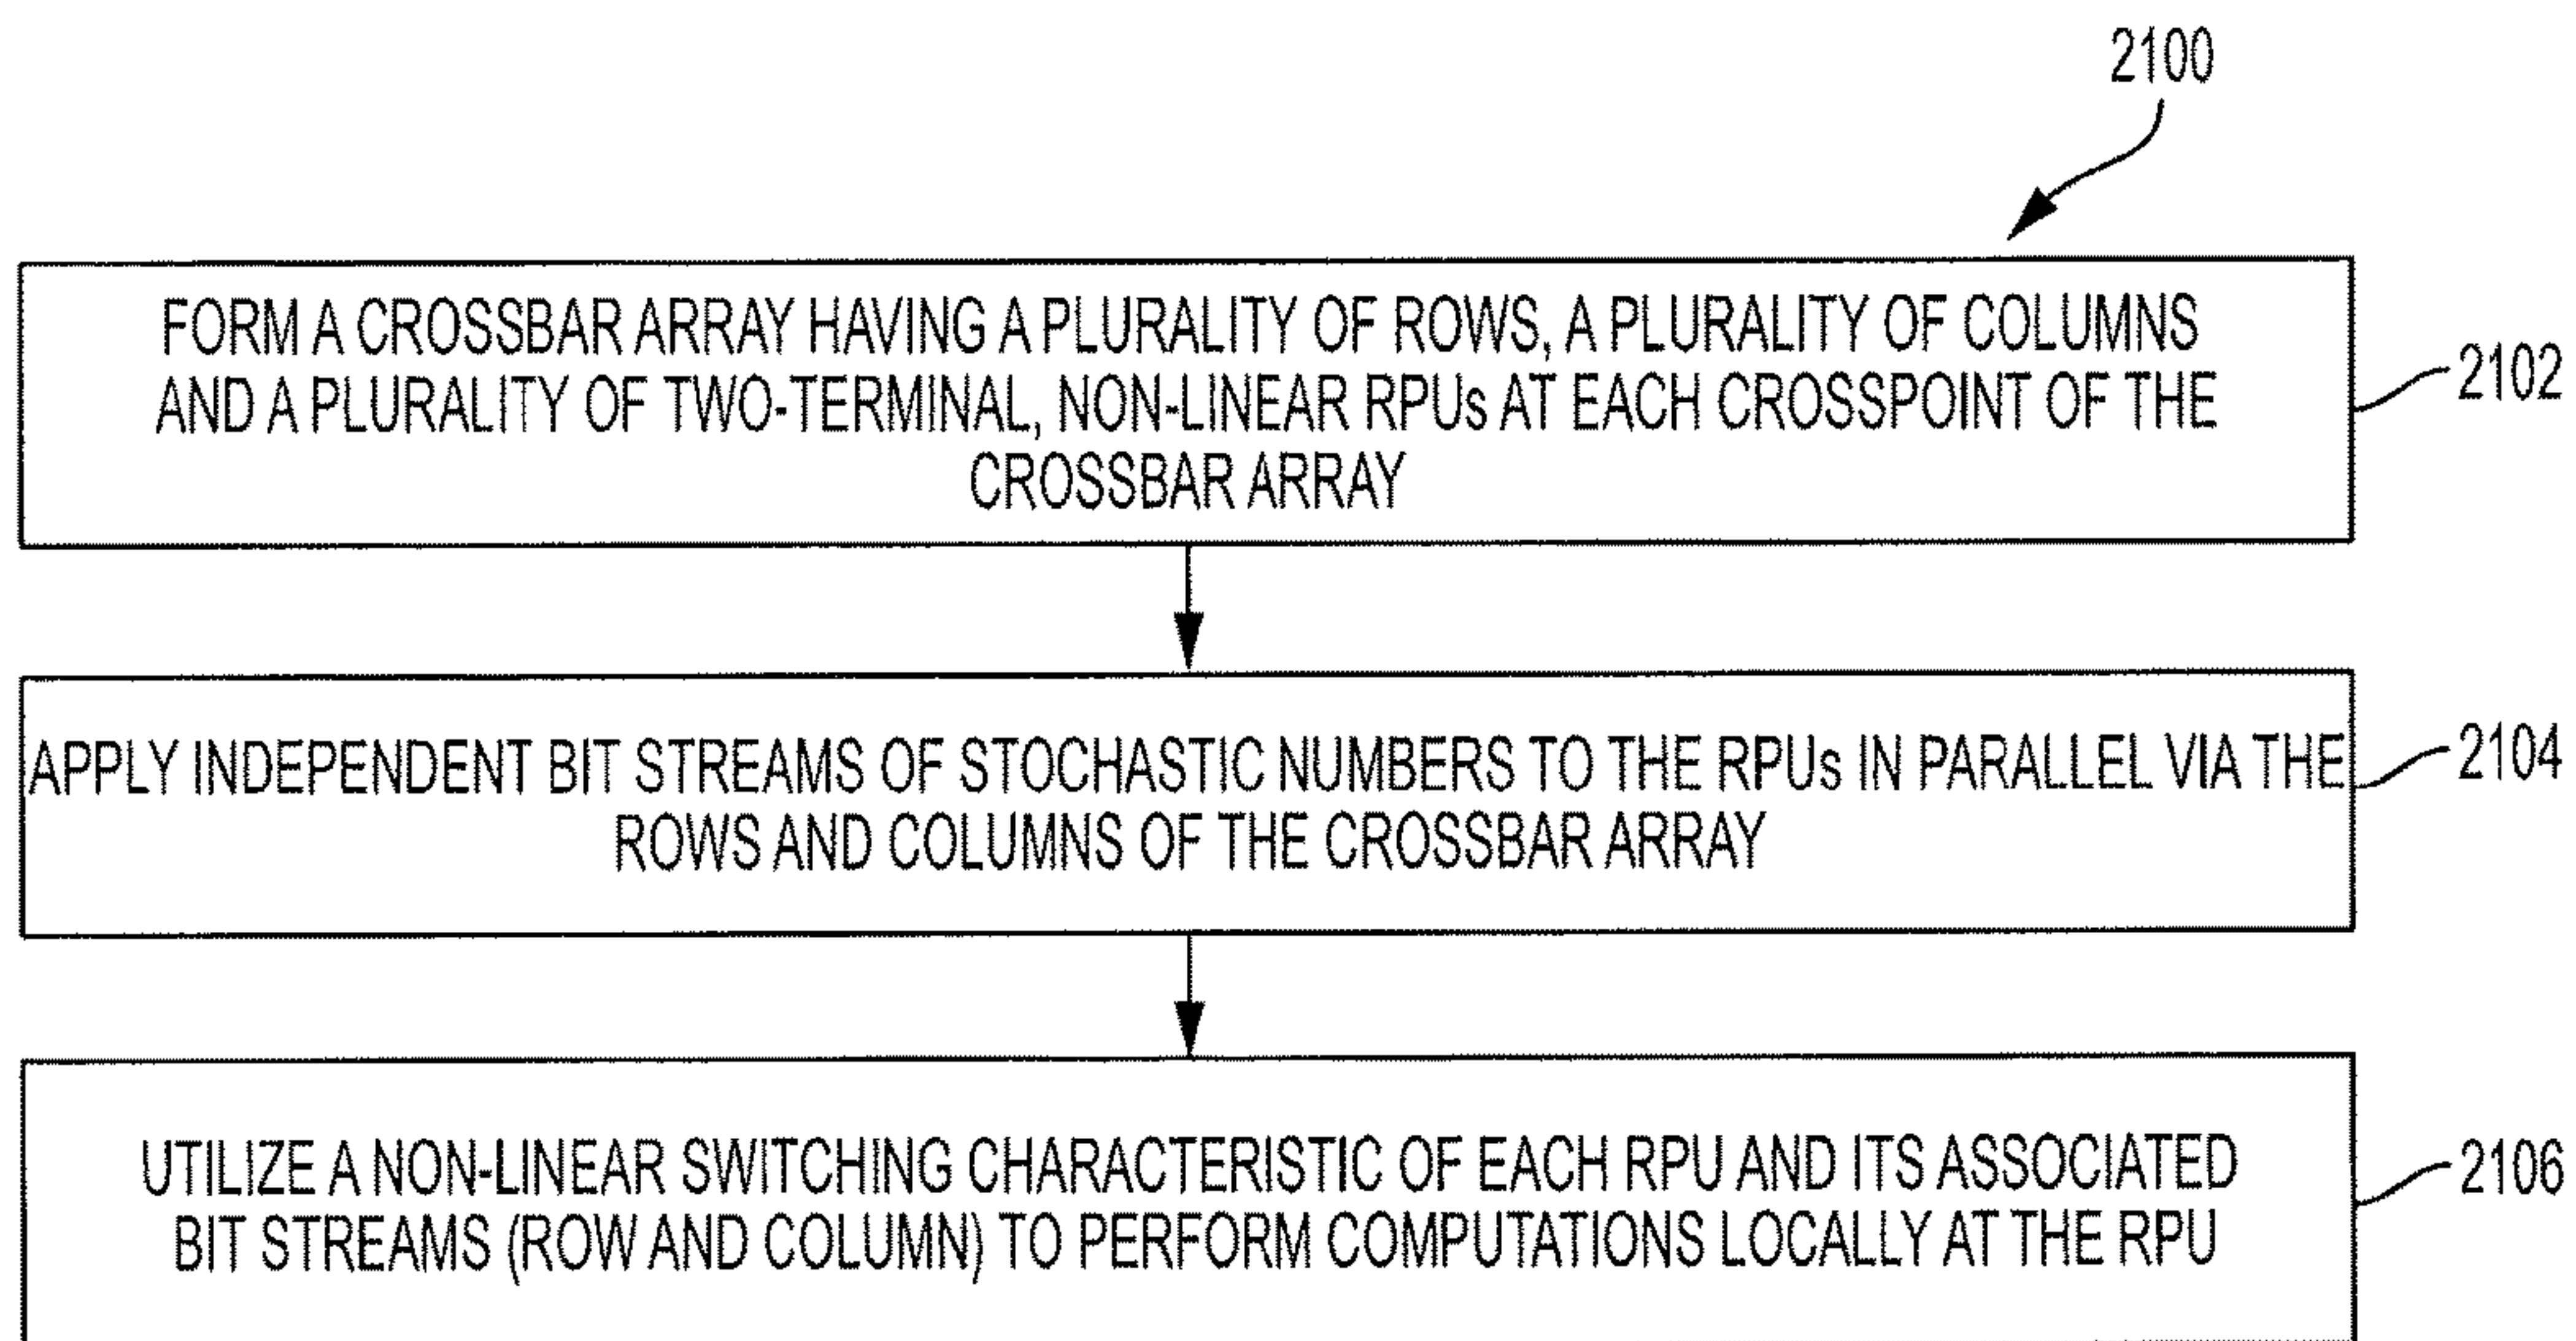 2100
FORM A CROSSBAR ARRAY HAVING A PLURALITY OF ROWS, A PLURALITY OF COLUMNS
AND A PLURALITY OF TWO-TERMINAL, NON-LINEAR RPUs AT EACH CROSSPOINT OF THE
CROSSBAR ARRAY
2102
APPLY INDEPENDENT BIT STREAMS OF STOCHASTIC NUMBERS TO THE RPUs IN PARALLEL VIA THE
ROWS AND COLUMNS OF THE CROSSBAR ARRAY
2104
UTILIZE A NON-LINEAR SWITCHING CHARACTERISTIC OF EACH RPU AND ITS ASSOCIATED
BIT STREAMS (ROW AND COLUMN) TO PERFORM COMPUTATIONS LOCALLY AT THE RPU
2106